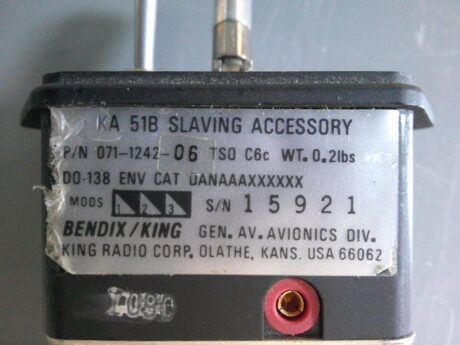 KA 51B SLAVING ACCESSORY
P/N 071-1242-06 TSO C6c WT. 0.2lbs
DO-138 ENV CAT DANAAAXXXXXX
MODS 1 2 3 S/N 15921
BENDIX/KING GEN. AV. AVIONICS DIV.
KING RADIO CORP. OLATHE, KANS. USA 66062